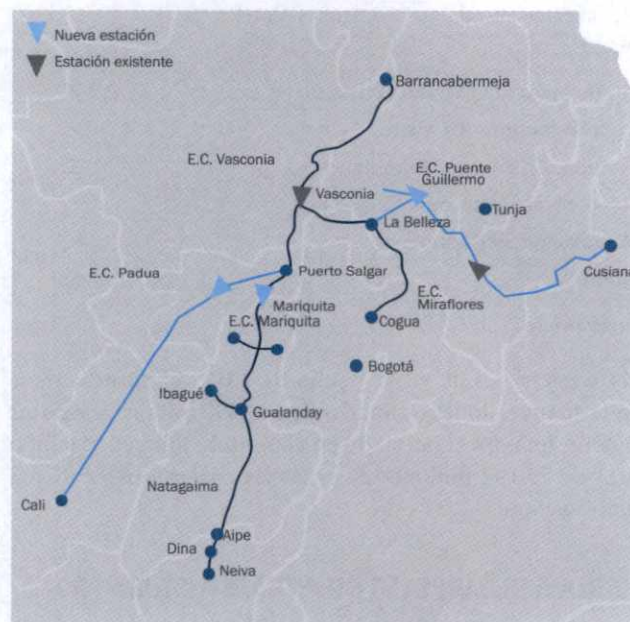 Nueva estación
Estación existente
Barrancabermeja
E.C. Vasconia
E.C. Puente
Guillermo
Vasconia
Tunja
La Belleza
Cusiana
E.C. Padua
Puerto Salgar
E.C.
Miraflores
Mariquita
E.C. Mariquita
Cogua
Bogotá
Ibagué
Gualanday
Natagaima
Cali
Aipe
Dina
Neiva